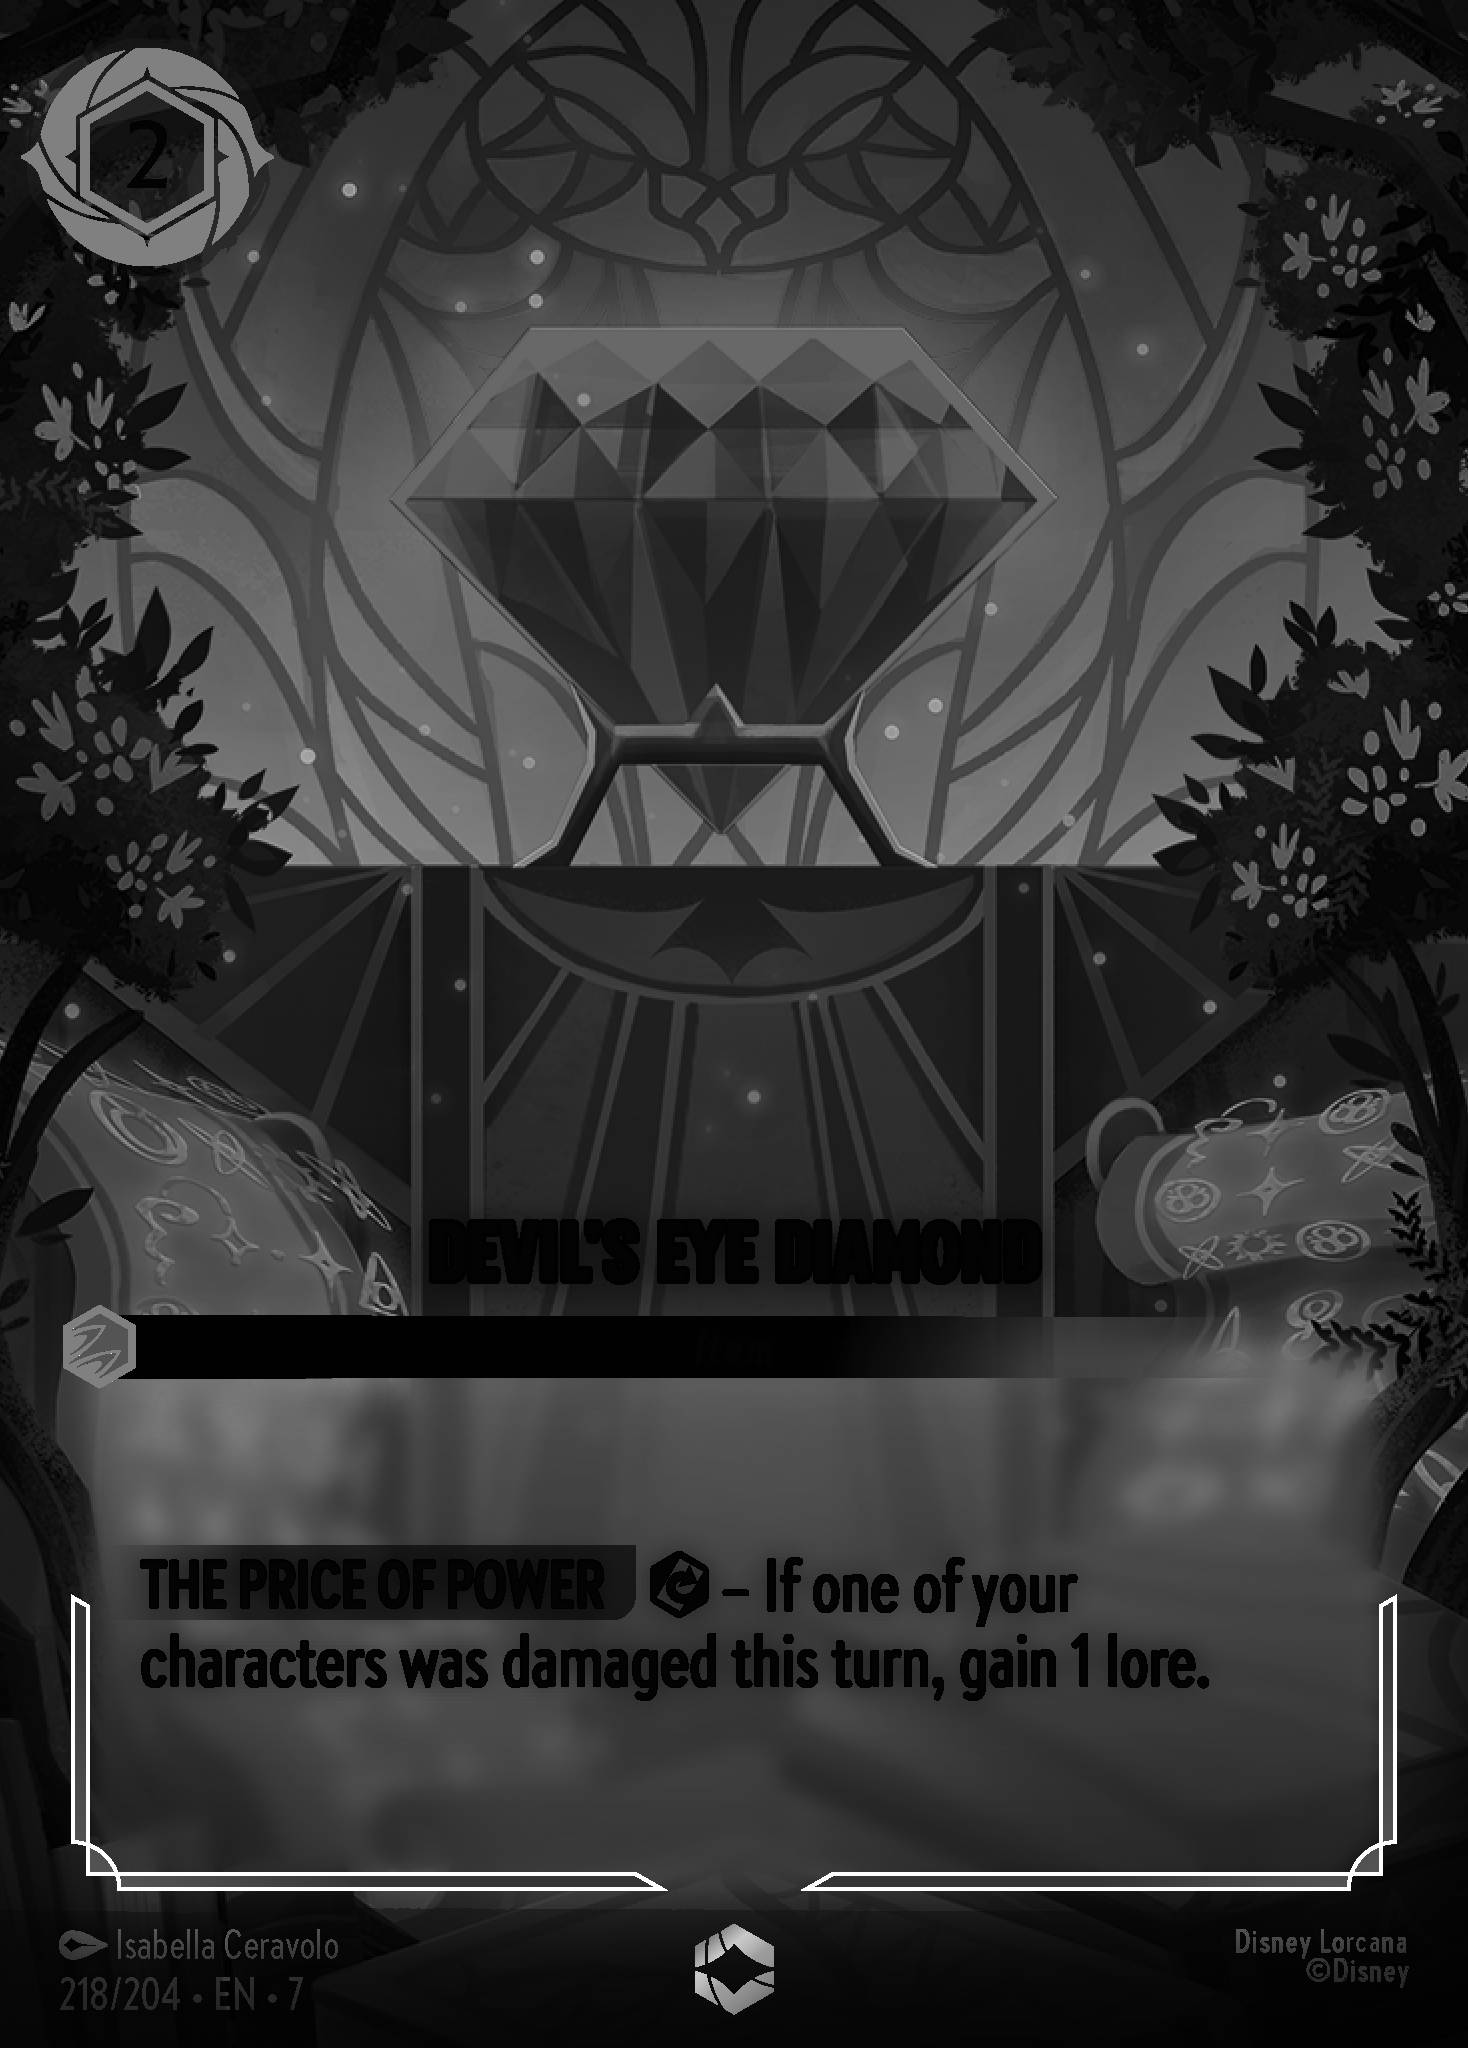 2
DEVIL'S EYE DIAMOND
Item
THE PRICE OF POWER – If one of your
characters was damaged this turn, gain 1 lore.
Isabella Ceravolo
218/204 • EN • 7
Disney Lorcana
©Disney